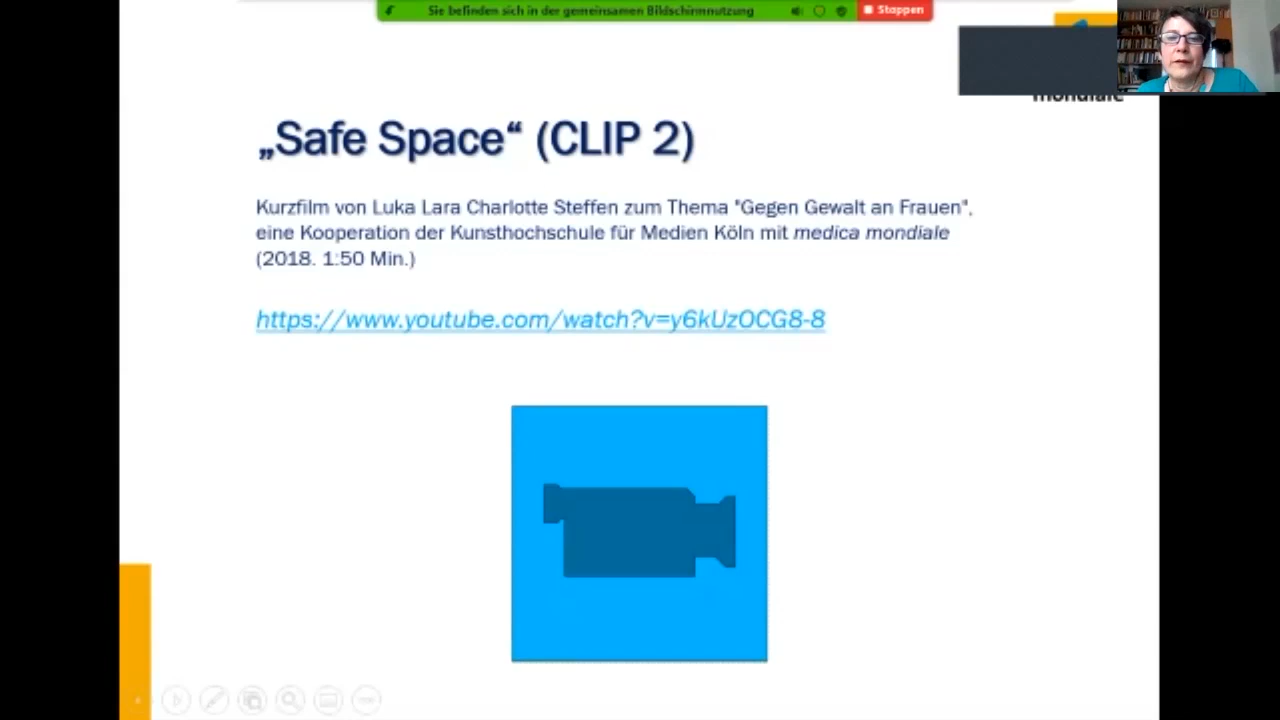 Sie befinden sich in der gemeinsamen Bildschirmnutzung
Stoppen
mondiale
„Safe Space“ (CLIP 2)
Kurzfilm von Luka Lara Charlotte Steffen zum Thema "Gegen Gewalt an Frauen",
eine Kooperation der Kunsthochschule für Medien Köln mit medica mondiale
(2018. 1:50 Min.)
https://www.youtube.com/watch?v=y6kUzOCG8-8